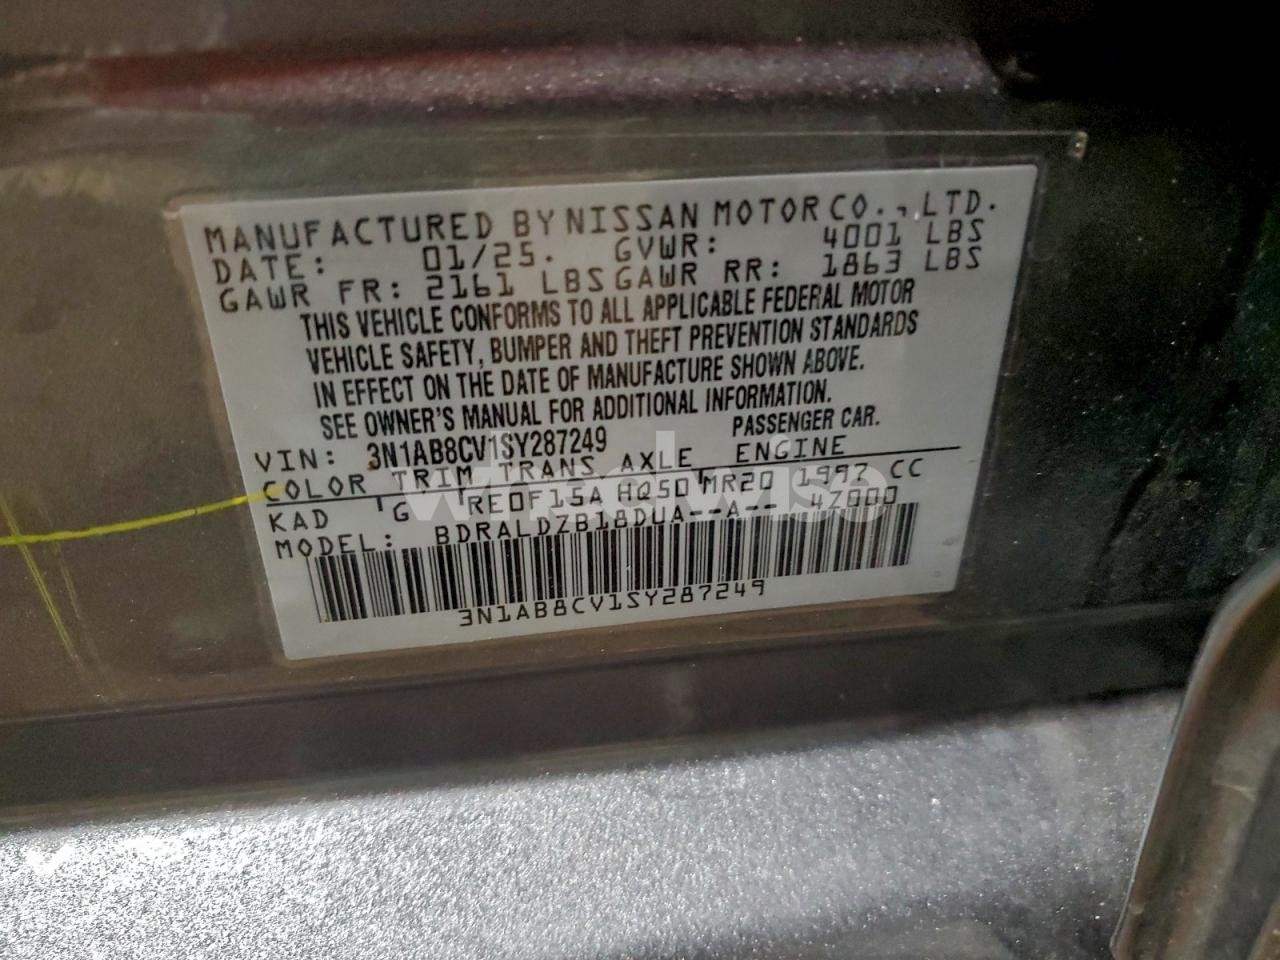 MANUFACTURED BY NISSAN MOTOR CO., LTD.
DATE: 01/25. GVWR: 4001 LBS
GAWR FR: 2161 LBS GAWR RR: 1863 LBS
THIS VEHICLE CONFORMS TO ALL APPLICABLE FEDERAL MOTOR
VEHICLE SAFETY, BUMPER AND THEFT PREVENTION STANDARDS
IN EFFECT ON THE DATE OF MANUFACTURE SHOWN ABOVE.
SEE OWNER'S MANUAL FOR ADDITIONAL INFORMATION.
VIN: 3N1AB8CV1SY287249 PASSENGER CAR.
COLOR TRIM TRANS AXLE ENGINE
KAD G RE0F15A HQ50 MR20 1997 CC
MODEL: BDRALDZB18DUA--A-- 4Z000
3N1AB8CV1SY287249